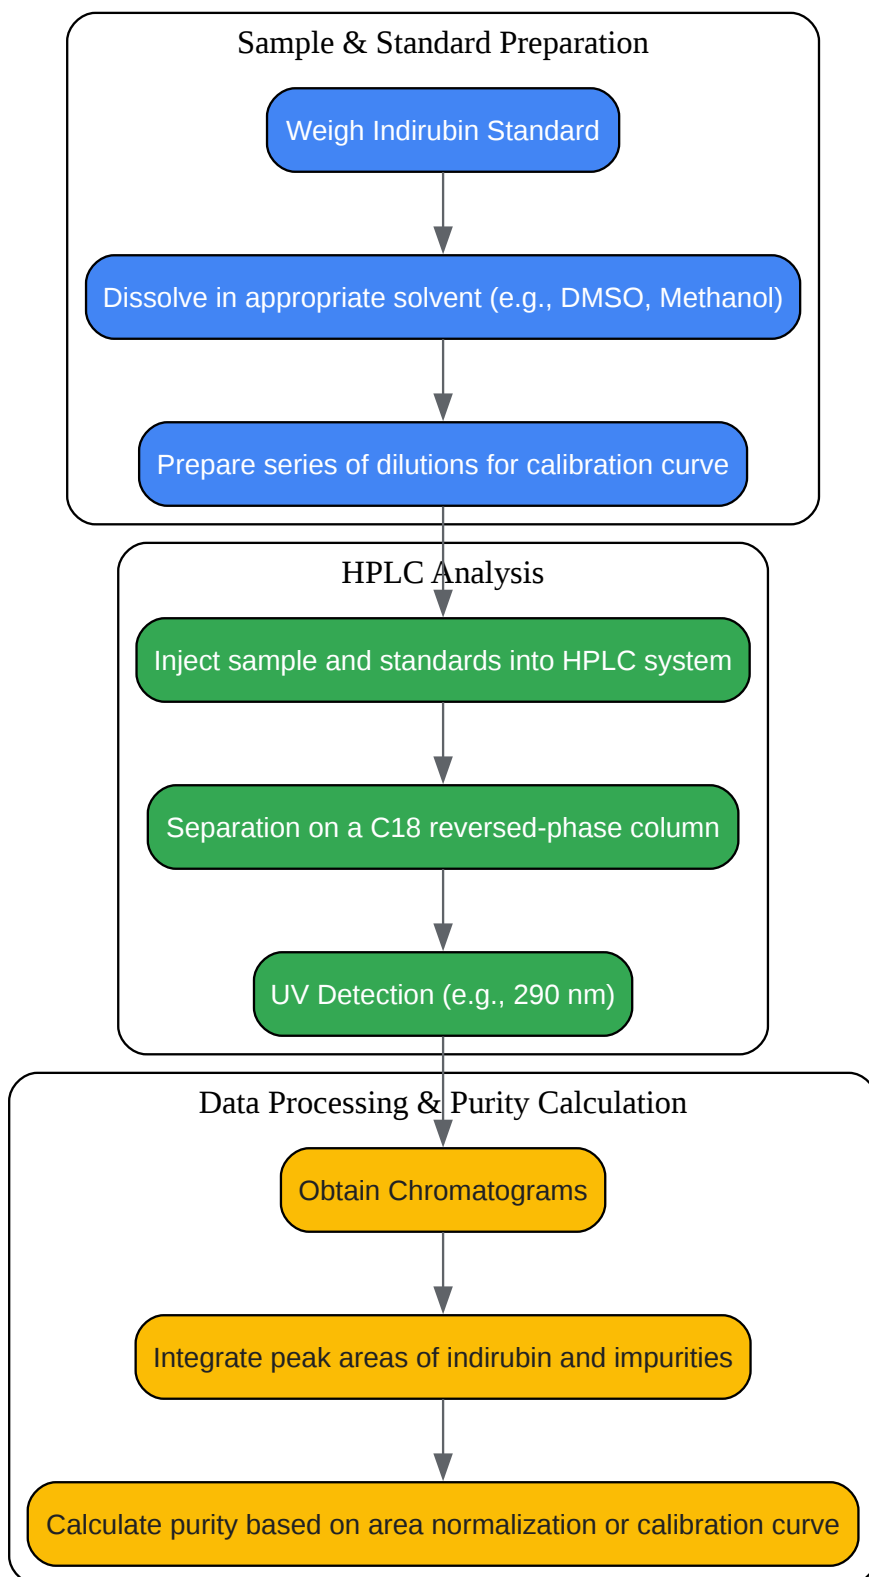 Sample & Standard Preparation
Weigh Indirubin Standard
Dissolve in appropriate solvent (e.g., DMSO, Methanol)
Prepare series of dilutions for calibration curve
HPLC Analysis
Inject sample and standards into HPLC system
Separation on a C18 reversed-phase column
UV Detection (e.g., 290 nm)
Data Processing & Purity Calculation
Obtain Chromatograms
Integrate peak areas of indirubin and impurities
Calculate purity based on area normalization or calibration curve